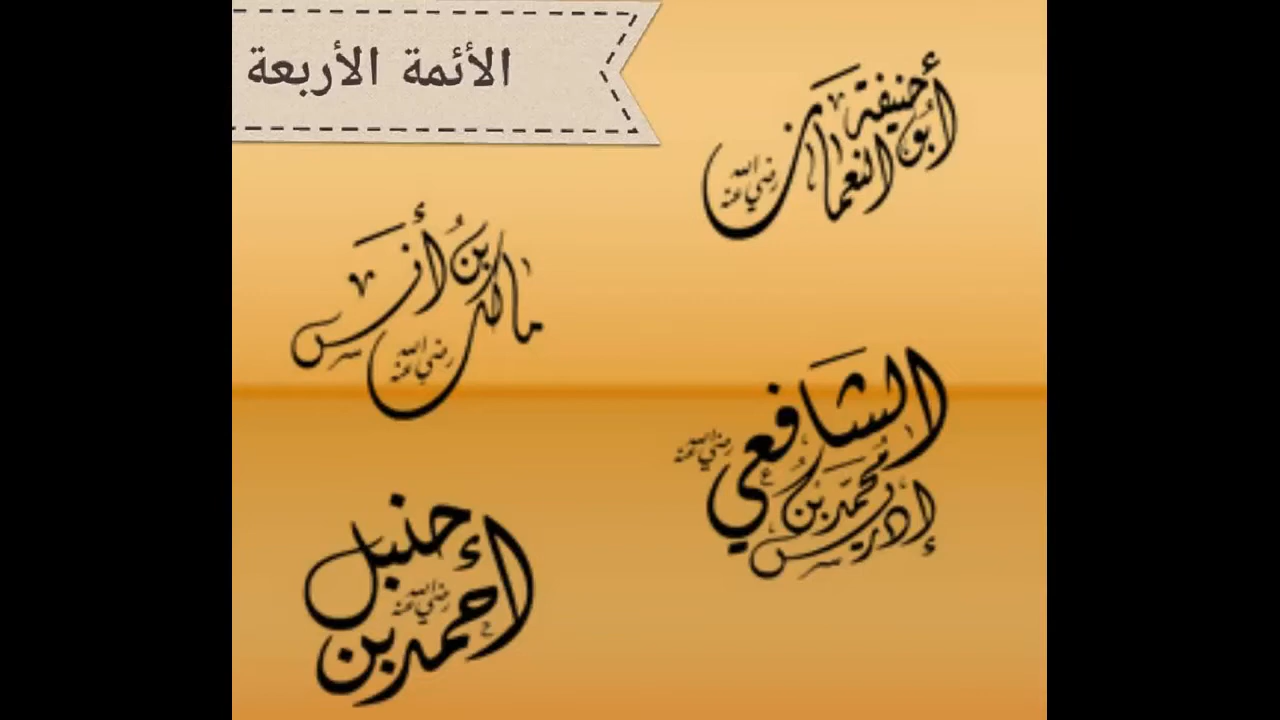 الأئمة الأربعة
أبو حنيفة
النعمان
رضي الله عنه
مالك بن أنس
رضي الله عنه
الشافعي
محمد بن
إدريس
رضي الله عنه
أحمد بن
حنبل
رضي الله عنه